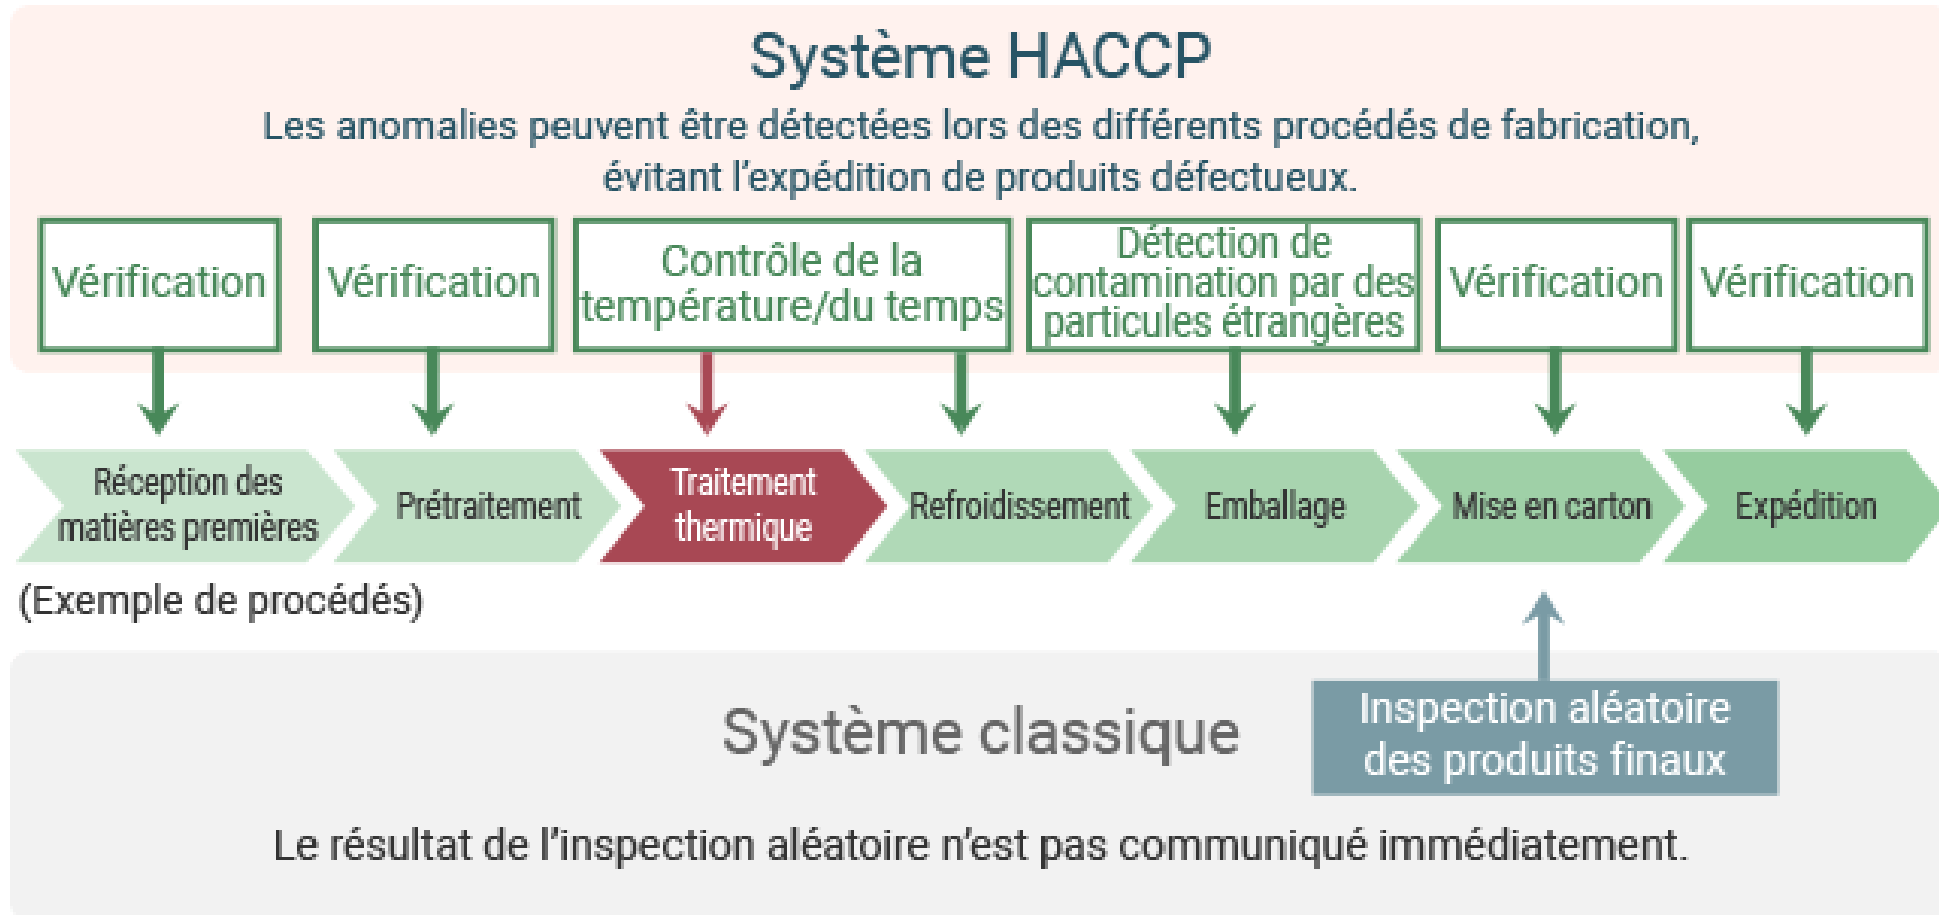 Système HACCP
Les anomalies peuvent être détectées lors des différents procédés de fabrication,
évitant l'expédition de produits défectueux.
Vérification
Vérification
Contrôle de la
température/du temps
Détection de
contamination par des
particules étrangères
Vérification
Vérification
Réception des
matières premières
Prétraitement
Traitement
thermique
Refroidissement
Emballage
Mise en carton
Expédition
(Exemple de procédés)
Système classique
Inspection aléatoire
des produits finaux
Le résultat de l'inspection aléatoire n'est pas communiqué immédiatement.